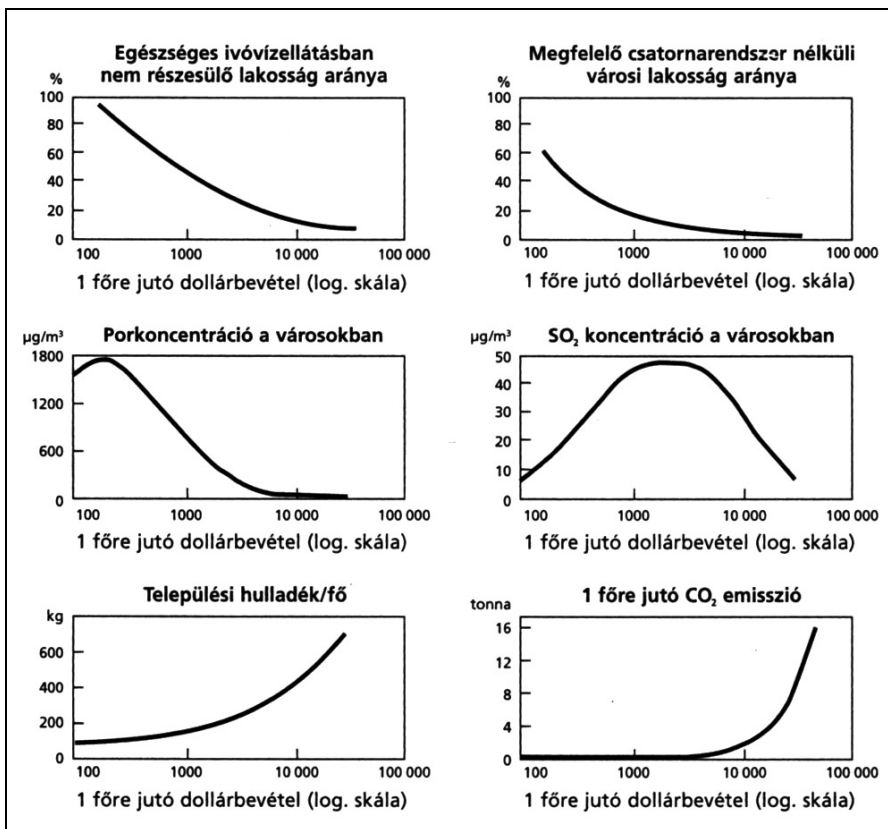 Egészséges ivóvízellátásban
nem részesülő lakosság aránya
%
100
80
60
40
20
0
100 1000 10 000 100 000
1 főre jutó dollárbevétel (log. skála)
Megfelelő csatornarendszer nélküli
városi lakosság aránya
%
100
80
60
40
20
0
100 1000 10 000 100 000
1 főre jutó dollárbevétel (log. skála)
Porkoncentráció a városokban
µg/m³
1800
1200
600
0
100 1000 10 000 100 000
1 főre jutó dollárbevétel (log. skála)
SO₂ koncentráció a városokban
µg/m³
50
40
30
20
10
0
100 1000 10 000 100 000
1 főre jutó dollárbevétel (log. skála)
Települési hulladék/fő
kg
600
400
200
0
100 1000 10 000 100 000
1 főre jutó dollárbevétel (log. skála)
1 főre jutó CO₂ emisszió
tonna
16
12
8
4
0
100 1000 10 000 100 000
1 főre jutó dollárbevétel (log. skála)